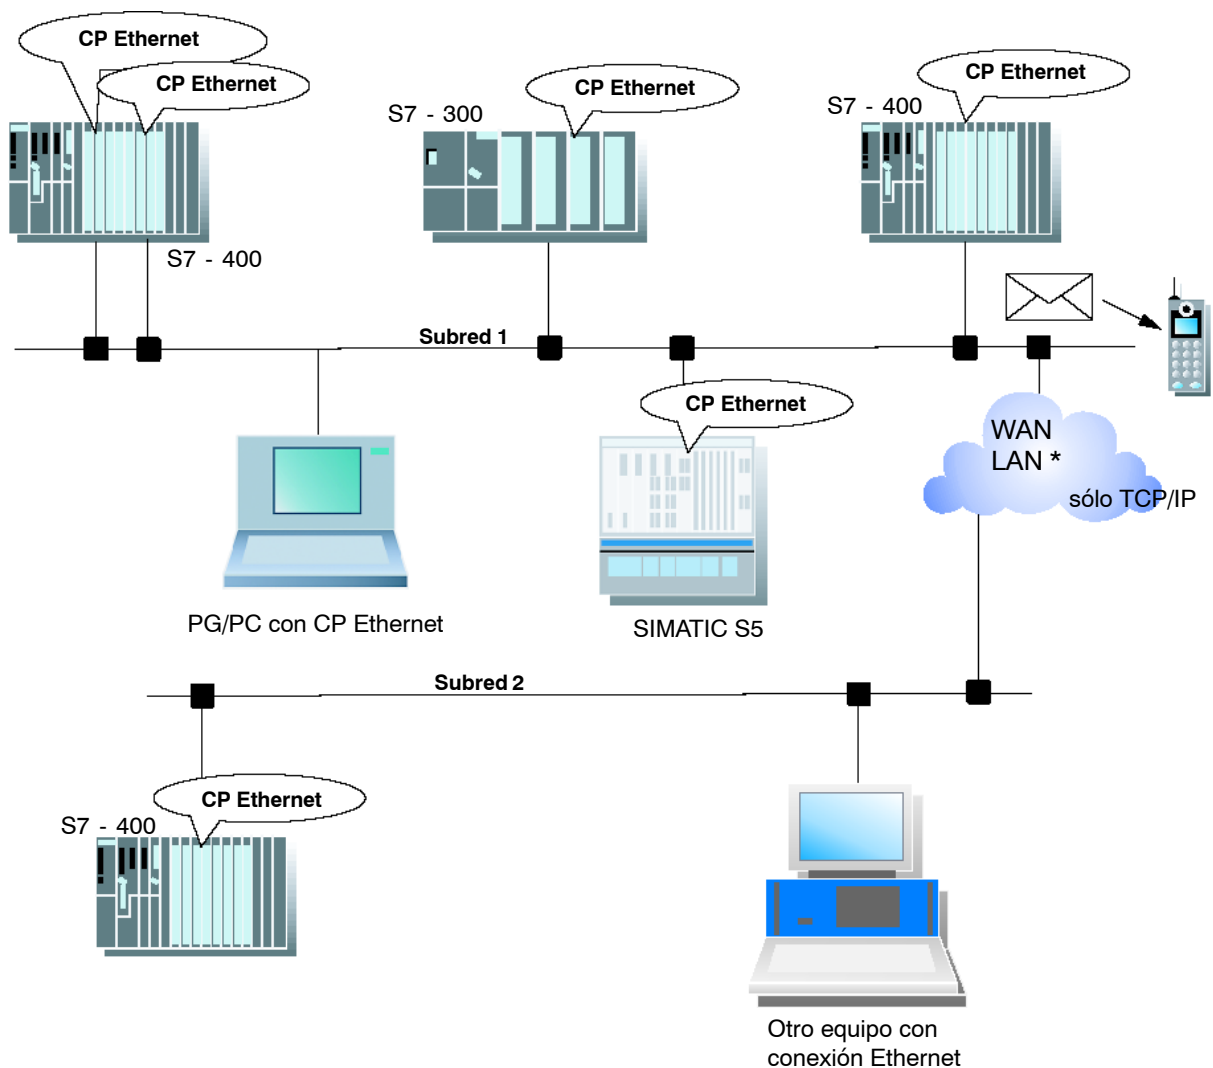 CP Ethernet
CP Ethernet
S7 - 400
S7 - 300
CP Ethernet
S7 - 400
CP Ethernet
Subred 1
CP Ethernet
WAN
LAN *
sólo TCP/IP
PG/PC con CP Ethernet
SIMATIC S5
Subred 2
CP Ethernet
S7 - 400
Otro equipo con
conexión Ethernet